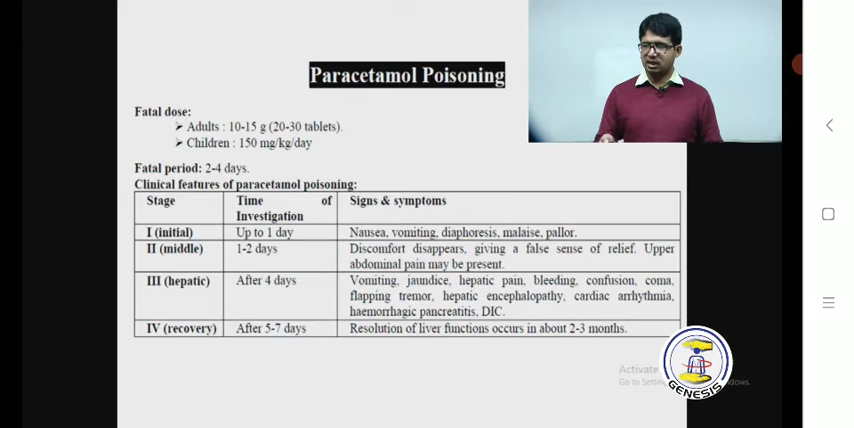 Paracetamol Poisoning
Fatal dose:
➢ Adults : 10-15 g (20-30 tablets).
➢ Children : 150 mg/kg/day
Fatal period: 2-4 days.
Clinical features of paracetamol poisoning:
Stage
Time of Investigation
Signs & symptoms
I (initial)
Up to 1 day
Nausea, vomiting, diaphoresis, malaise, pallor.
II (middle)
1-2 days
Discomfort disappears, giving a false sense of relief. Upper
abdominal pain may be present.
III (hepatic)
After 4 days
Vomiting, jaundice, hepatic pain, bleeding, confusion, coma,
flapping tremor, hepatic encephalopathy, cardiac arrhythmia,
haemorrhagic pancreatitis, DIC.
IV (recovery)
After 5-7 days
Resolution of liver functions occurs in about 2-3 months.
Activate
Go to Settin
dows.
GENESIS